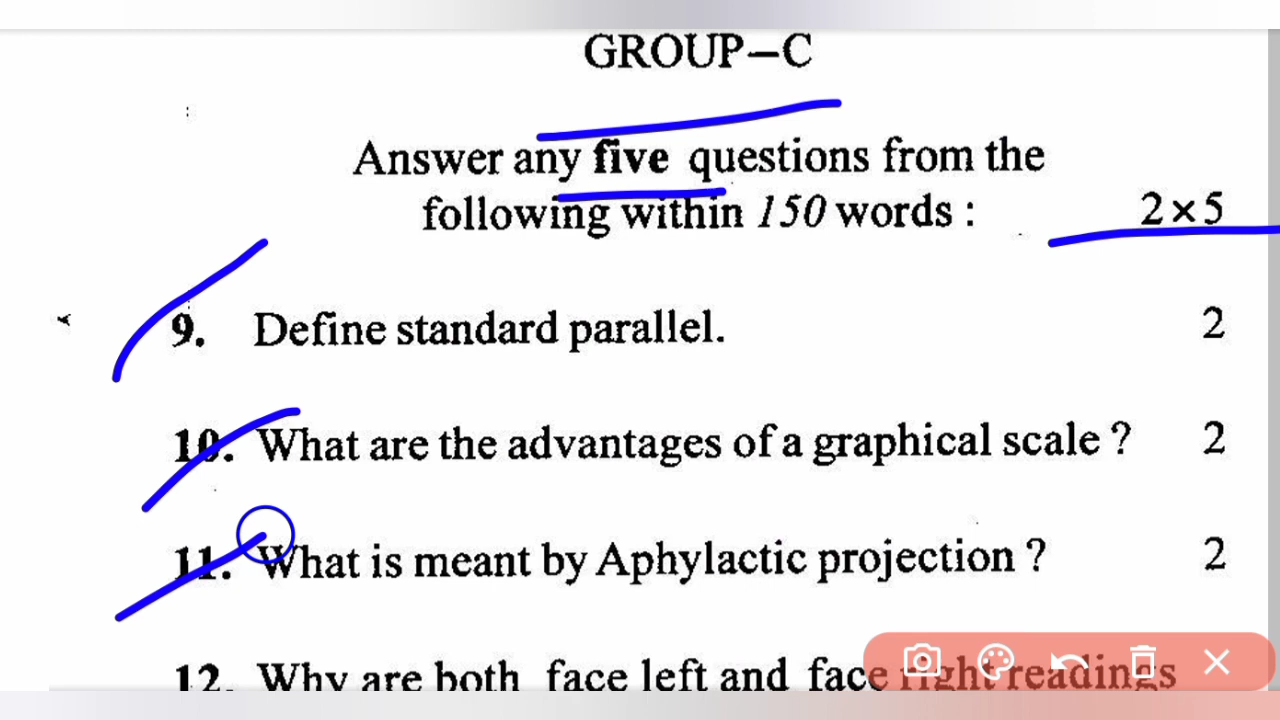 GROUP–C
Answer any five questions from the
following within 150 words : 2×5
9. Define standard parallel. 2
10. What are the advantages of a graphical scale ? 2
11. What is meant by Aphylactic projection ? 2
12. Why are both face left and face right readings